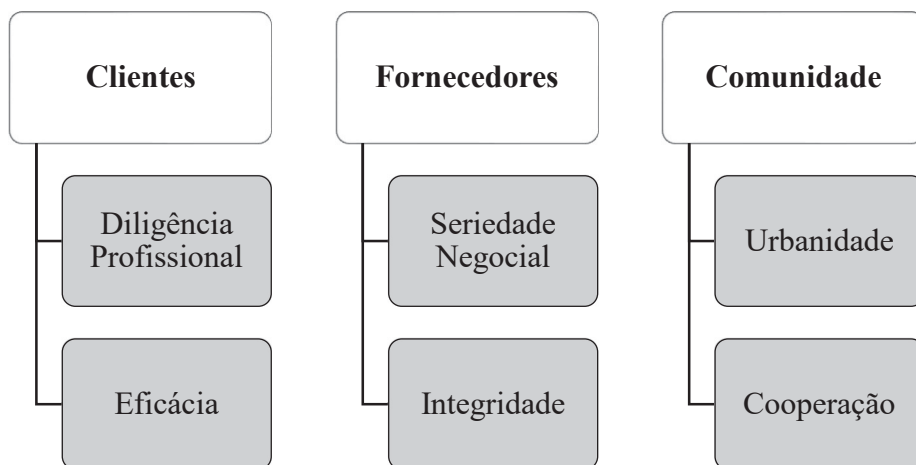 Clientes
Diligência
Profissional
Eficácia
Fornecedores
Seriedade
Negocial
Integridade
Comunidade
Urbanidade
Cooperação